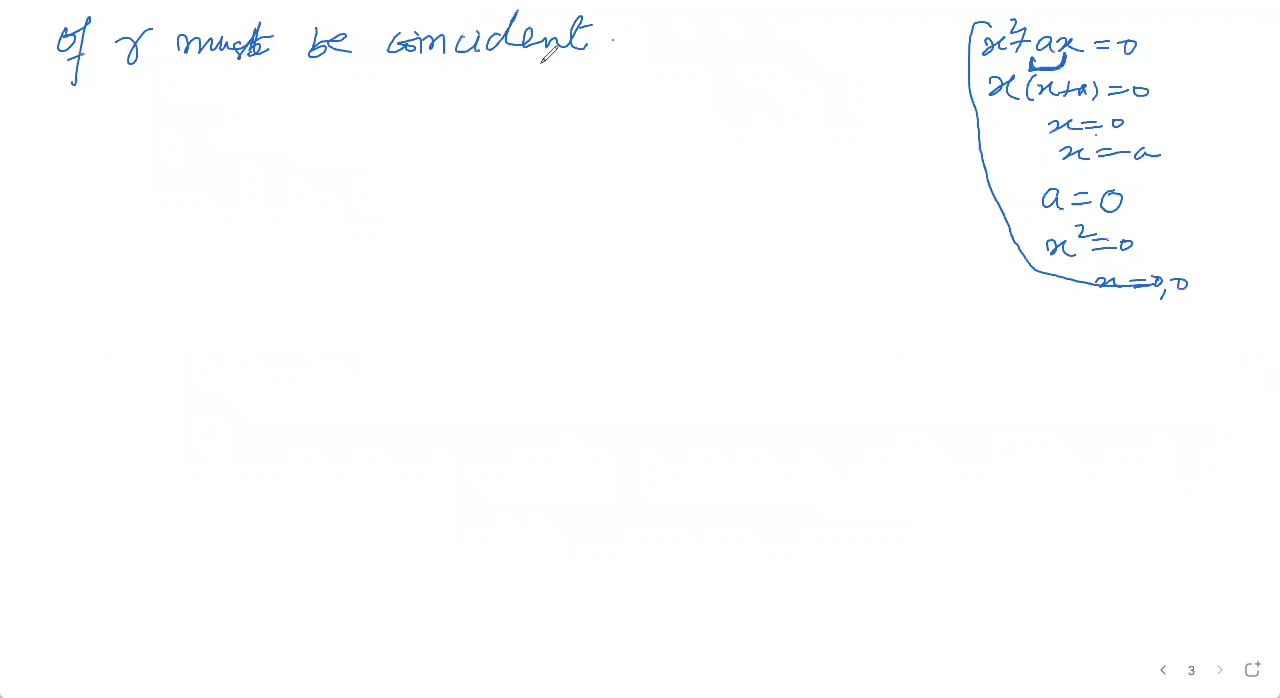 of r must be coincident.
x² + ax = 0
x(x+a) = 0
x = 0
x = -a
a = 0
x² = 0
x = 0, 0
3